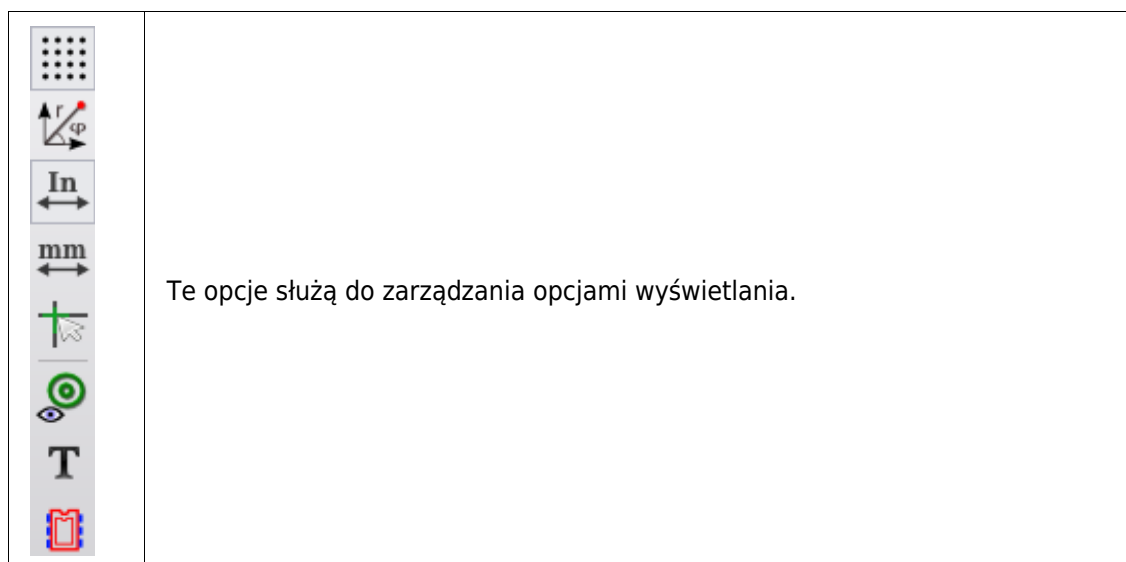 r
φ
In
mm
Te opcje służą do zarządzania opcjami wyświetlania.
T